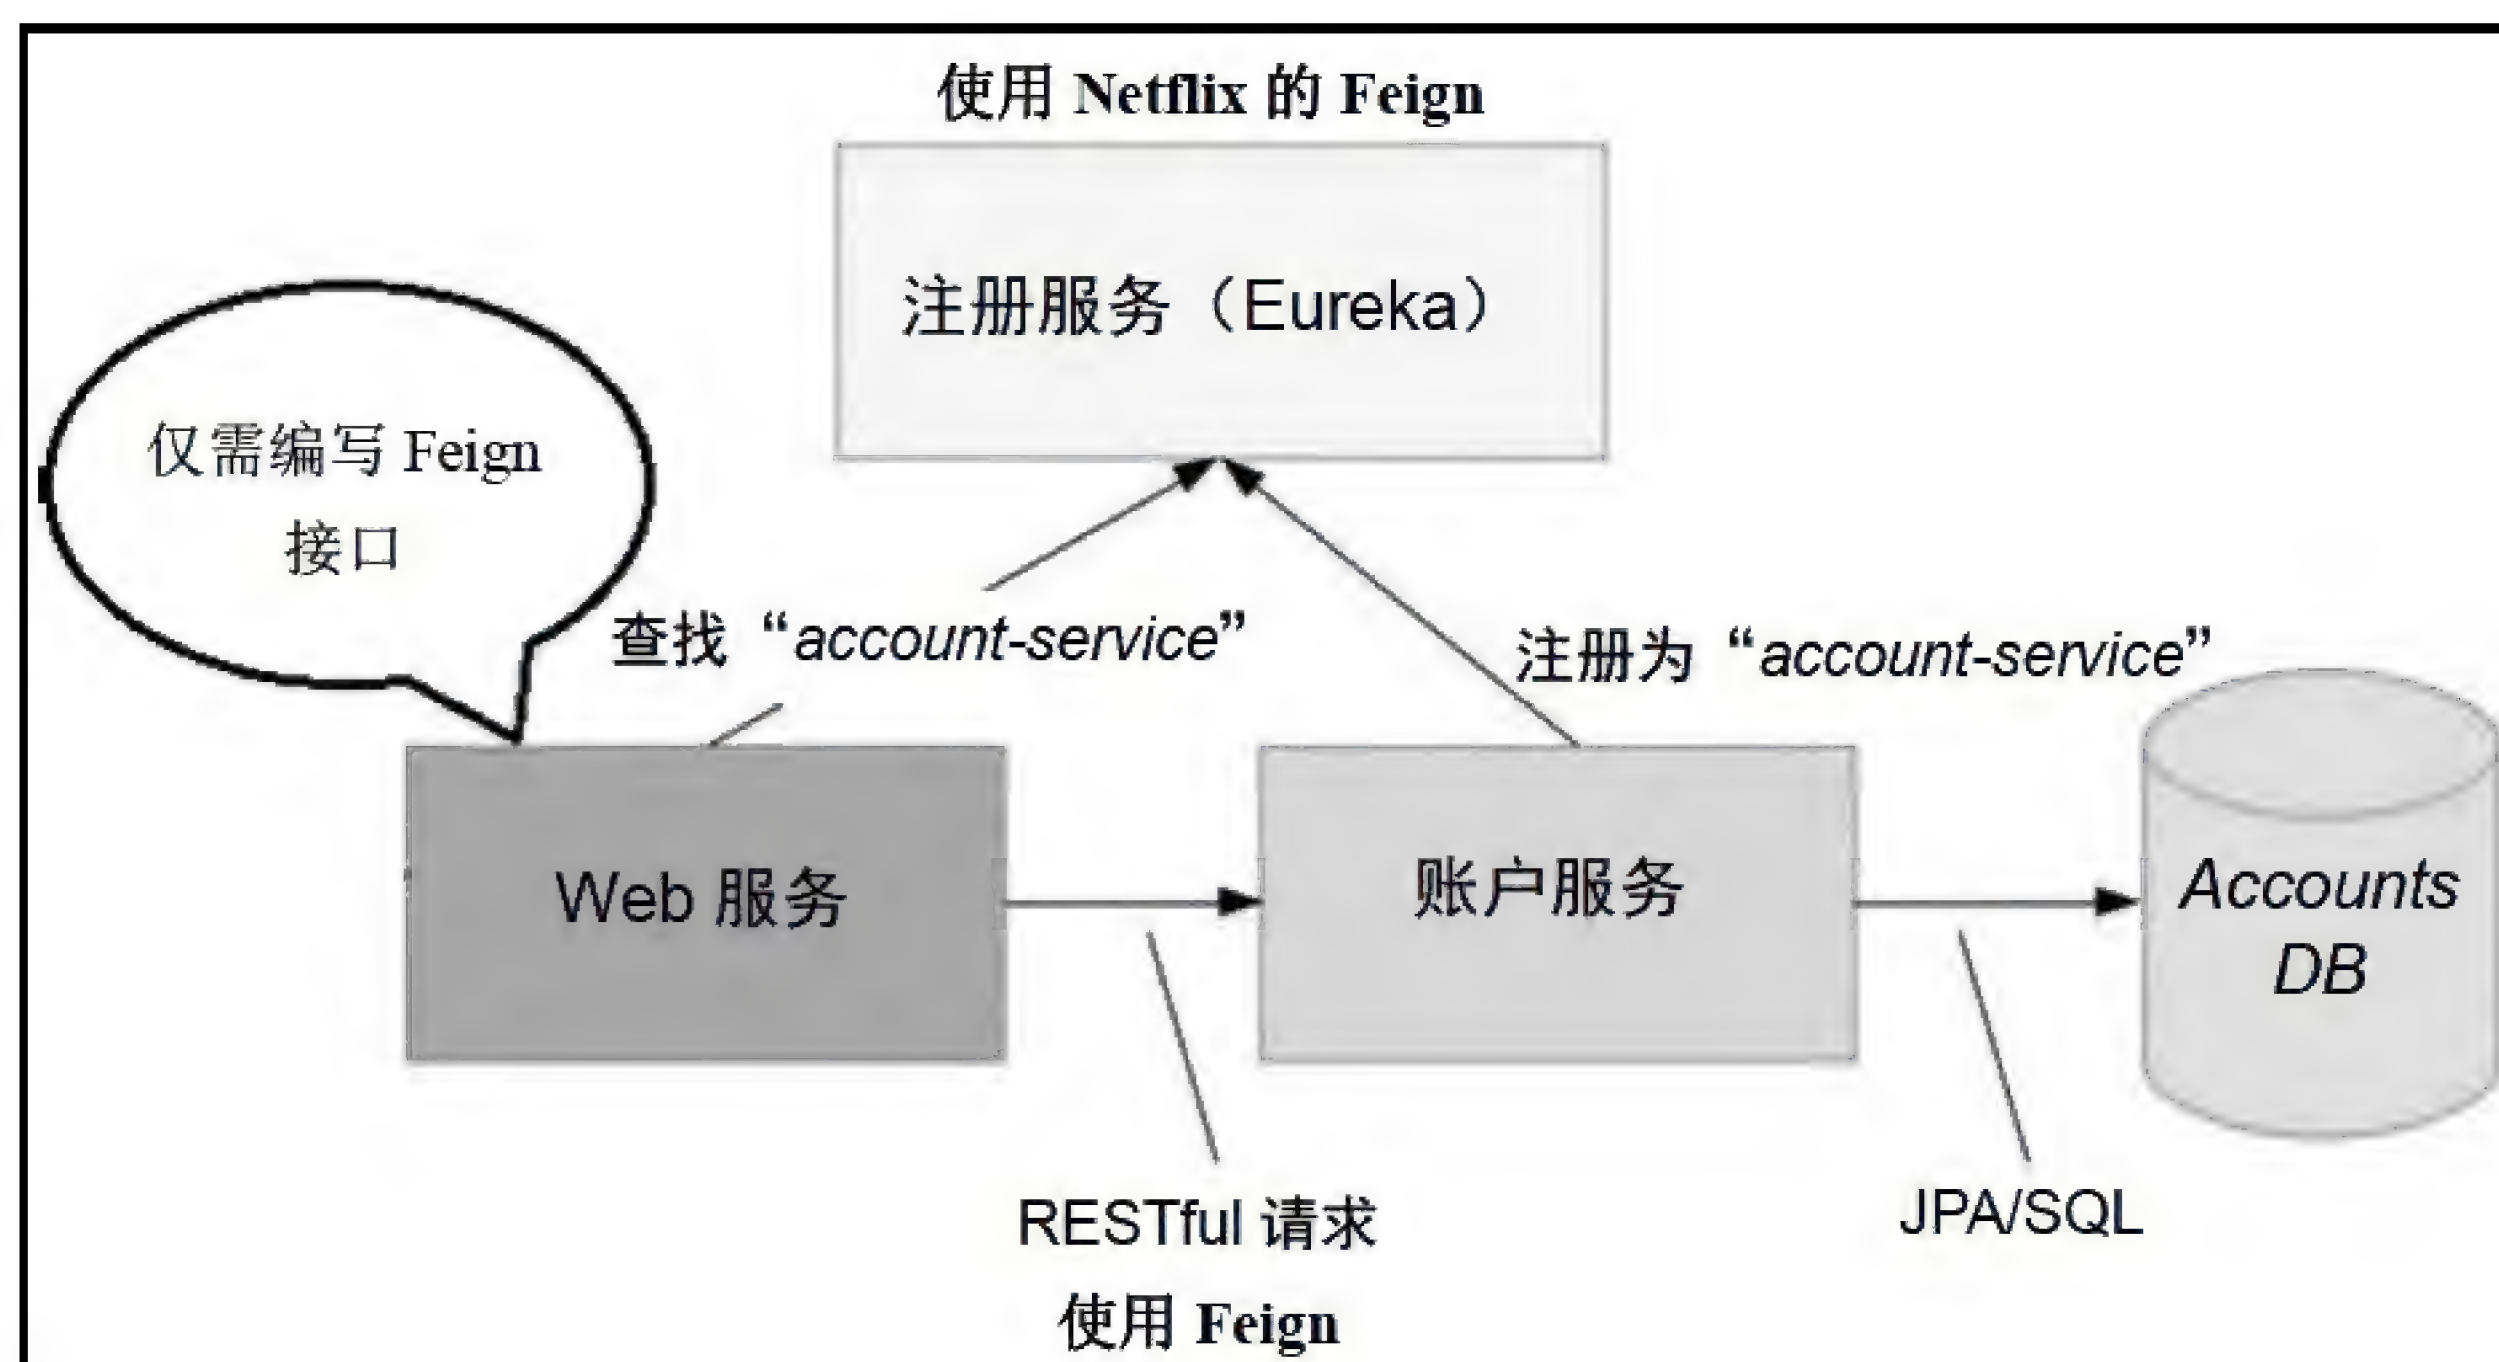 使用 Netflix 的 Feign
注册服务（Eureka）
仅需编写 Feign
接口
查找 “account-service”
注册为 “account-service”
Web 服务
账户服务
Accounts
DB
RESTful 请求
使用 Feign
JPA/SQL